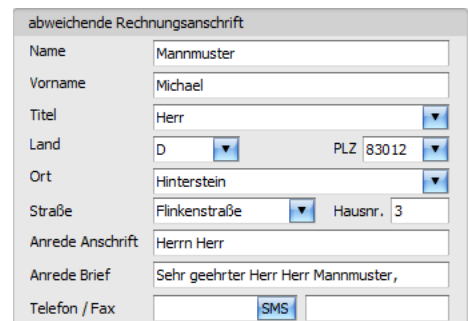 abweichende Rechnungsanschrift
Name Mannmuster
Vorname Michael
Titel Herr
Land D PLZ 83012
Ort Hinterstein
Straße Flinkenstraße Hausnr. 3
Anrede Anschrift Herrn Herr
Anrede Brief Sehr geehrter Herr Herr Mannmuster,
Telefon / Fax SMS